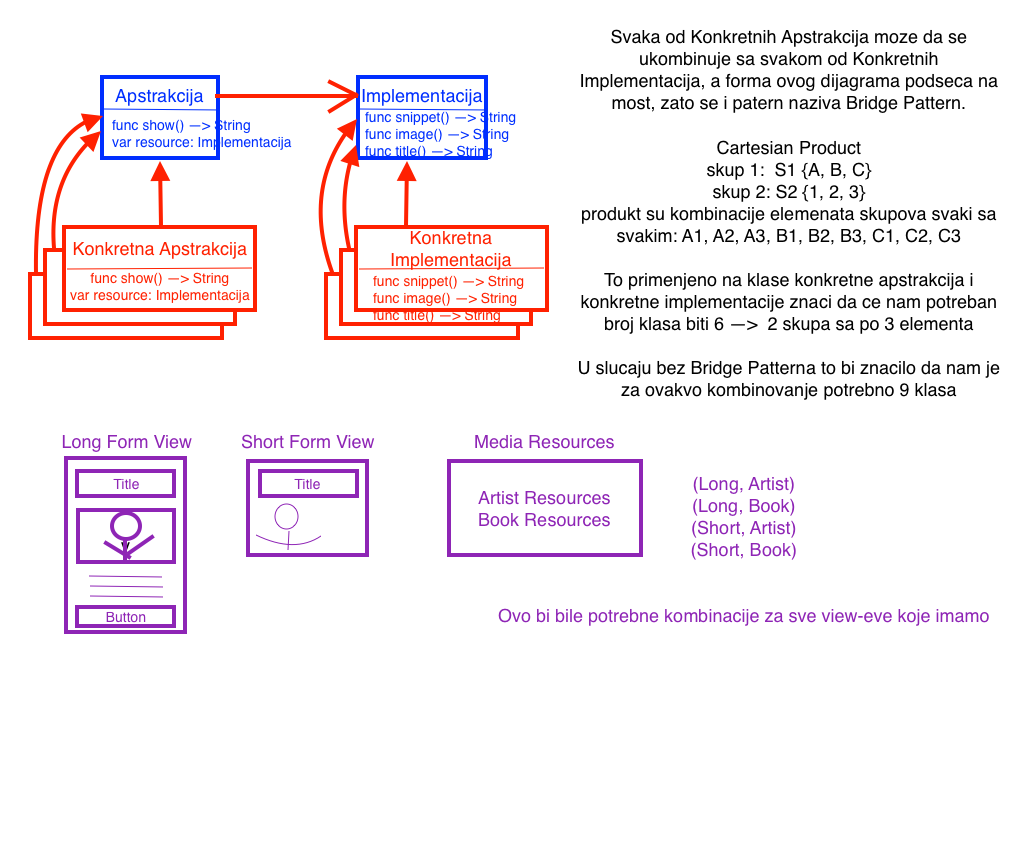 Apstrakcija
func show() —> String
var resource: Implementacija
Implementacija
func snippet() —> String
func image() —> String
func title() —> String
Konkretna Apstrakcija
func show() —> String
var resource: Implementacija
Konkretna
Implementacija
func snippet() —> String
func image() —> String
func title() —> String
Svaka od Konkretnih Apstrakcija moze da se
ukombinuje sa svakom od Konkretnih
Implementacija, a forma ovog dijagrama podseca na
most, zato se i patern naziva Bridge Pattern.
Cartesian Product
skup 1:  S1 {A, B, C}
skup 2: S2 {1, 2, 3}
produkt su kombinacije elemenata skupova svaki sa
svakim: A1, A2, A3, B1, B2, B3, C1, C2, C3
To primenjeno na klase konkretne apstrakcija i
konkretne implementacije znaci da ce nam potreban
broj klasa biti 6 —>  2 skupa sa po 3 elementa
U slucaju bez Bridge Patterna to bi znacilo da nam je
za ovakvo kombinovanje potrebno 9 klasa
Long Form View
Title
Button
Short Form View
Title
Media Resources
Artist Resources
Book Resources
(Long, Artist)
(Long, Book)
(Short, Artist)
(Short, Book)
Ovo bi bile potrebne kombinacije za sve view-eve koje imamo